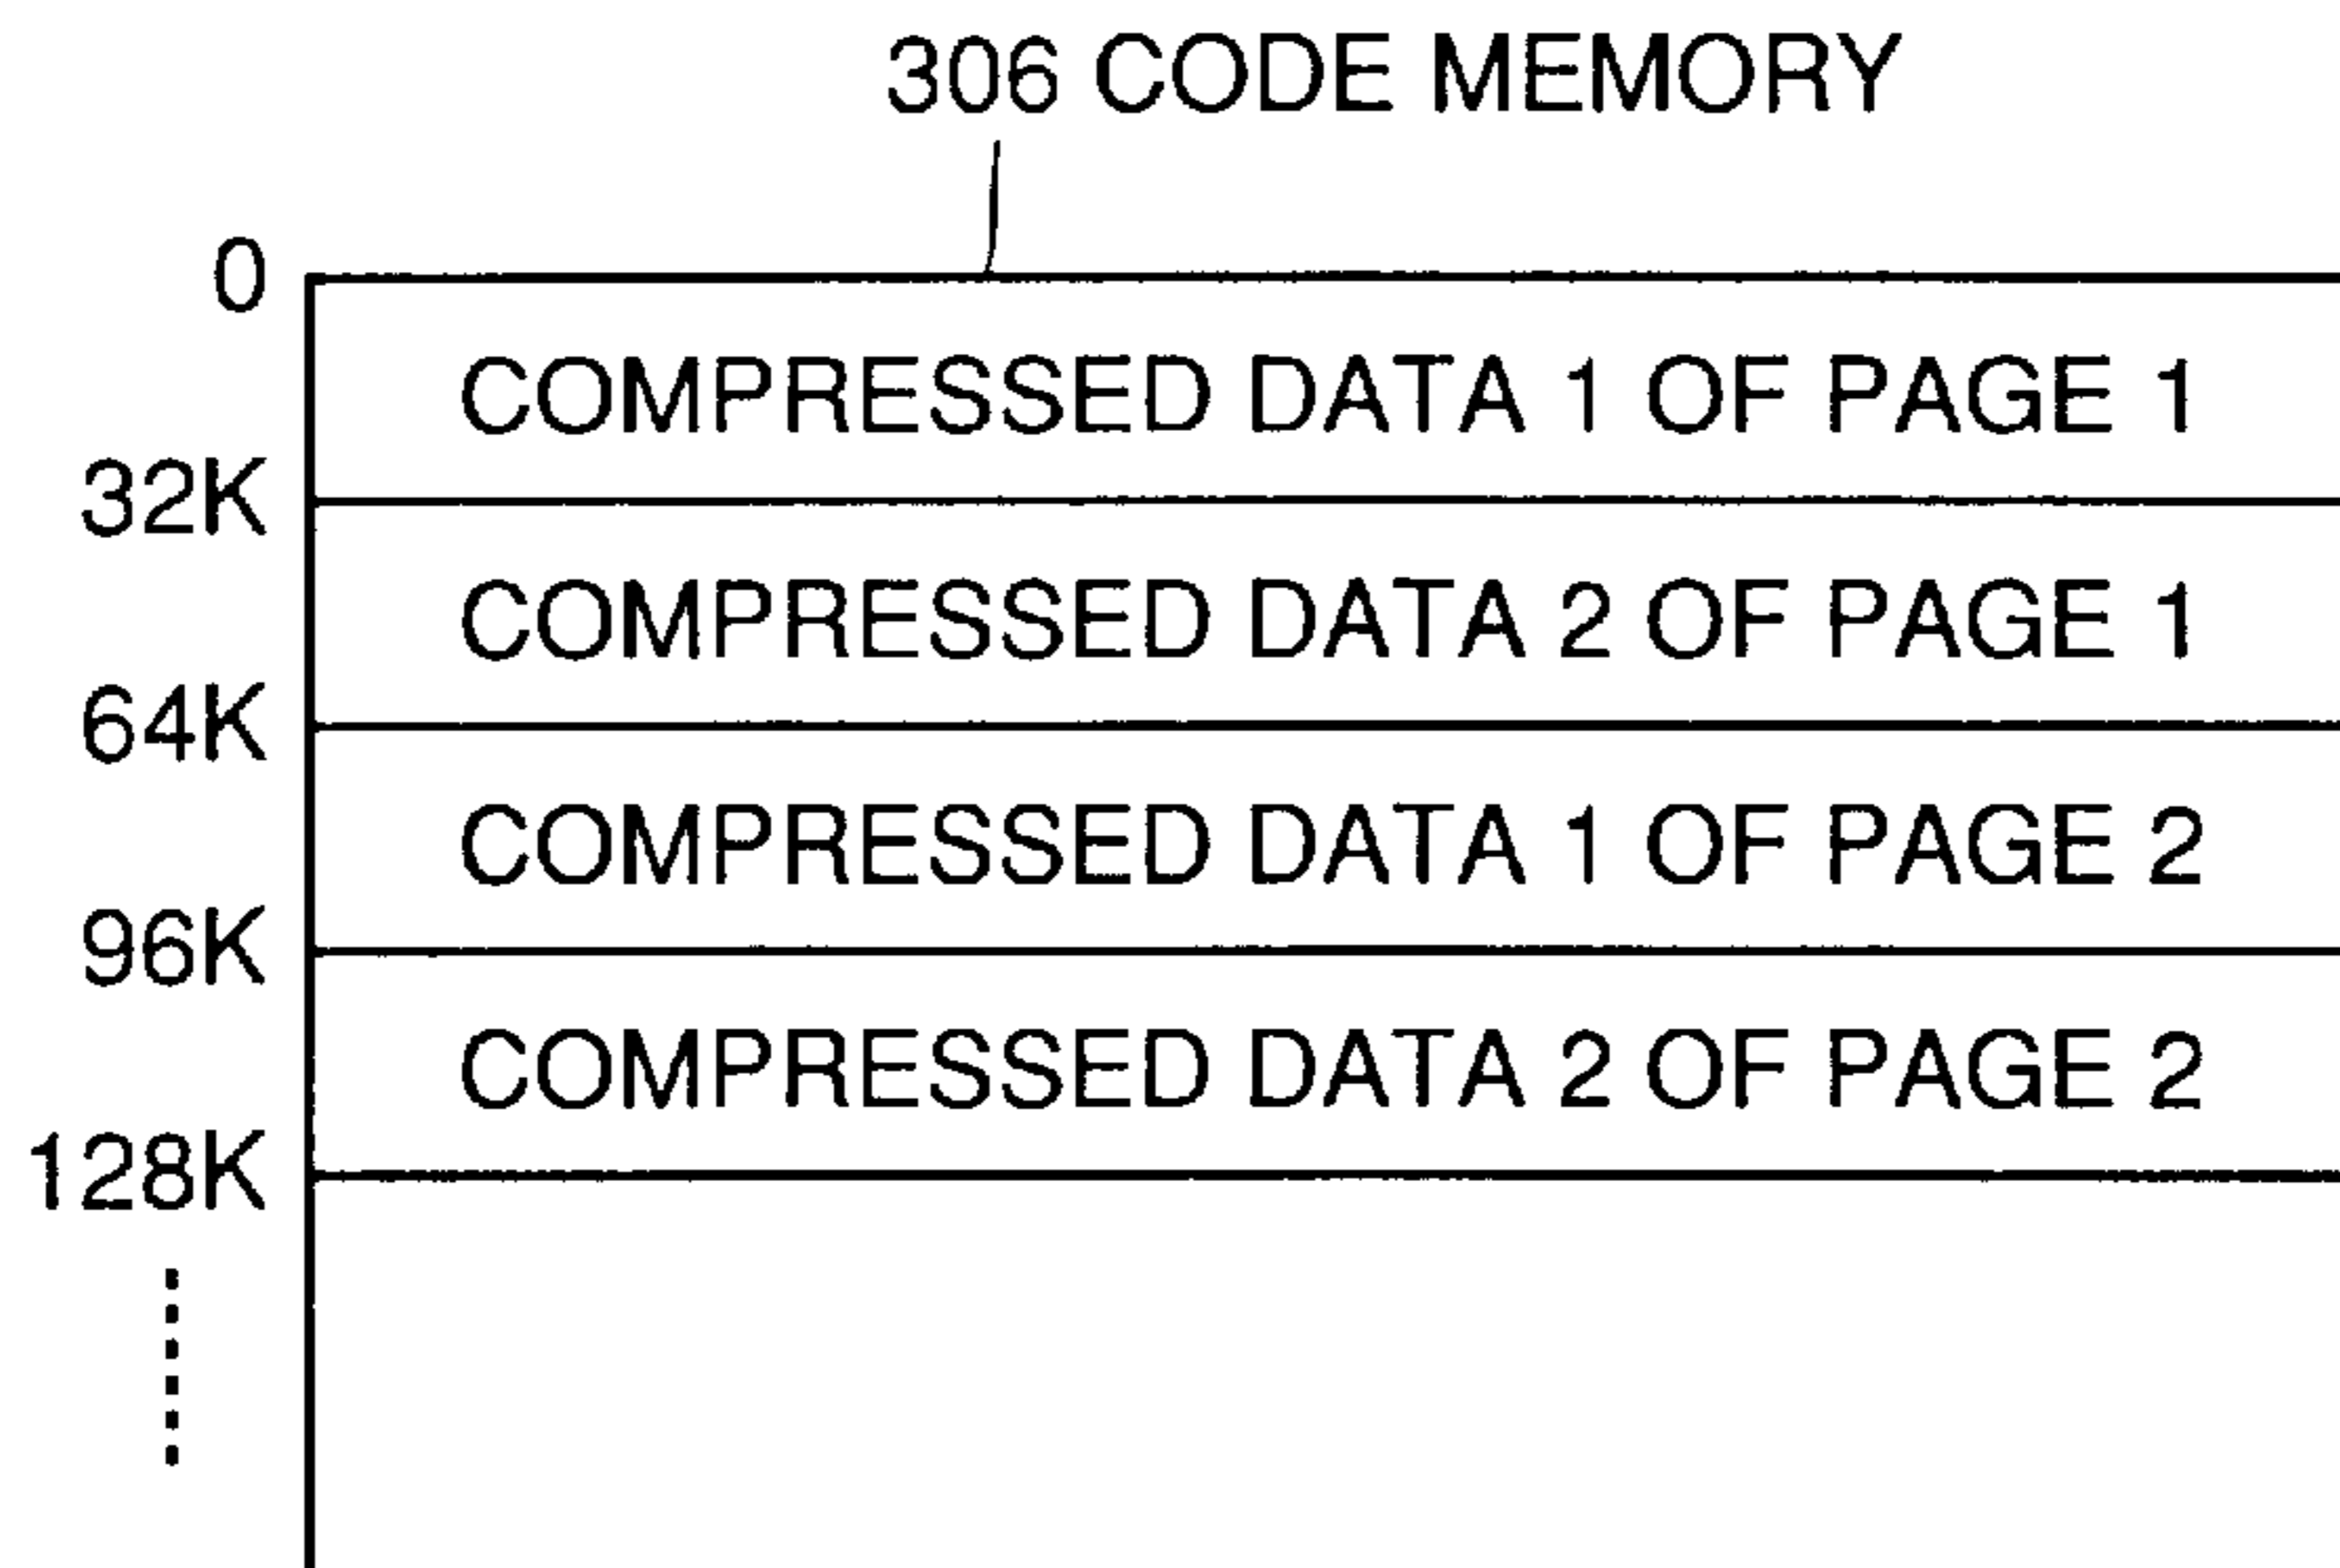 306 CODE MEMORY
0
COMPRESSED DATA 1 OF PAGE 1
32K
COMPRESSED DATA 2 OF PAGE 1
64K
COMPRESSED DATA 1 OF PAGE 2
96K
COMPRESSED DATA 2 OF PAGE 2
128K